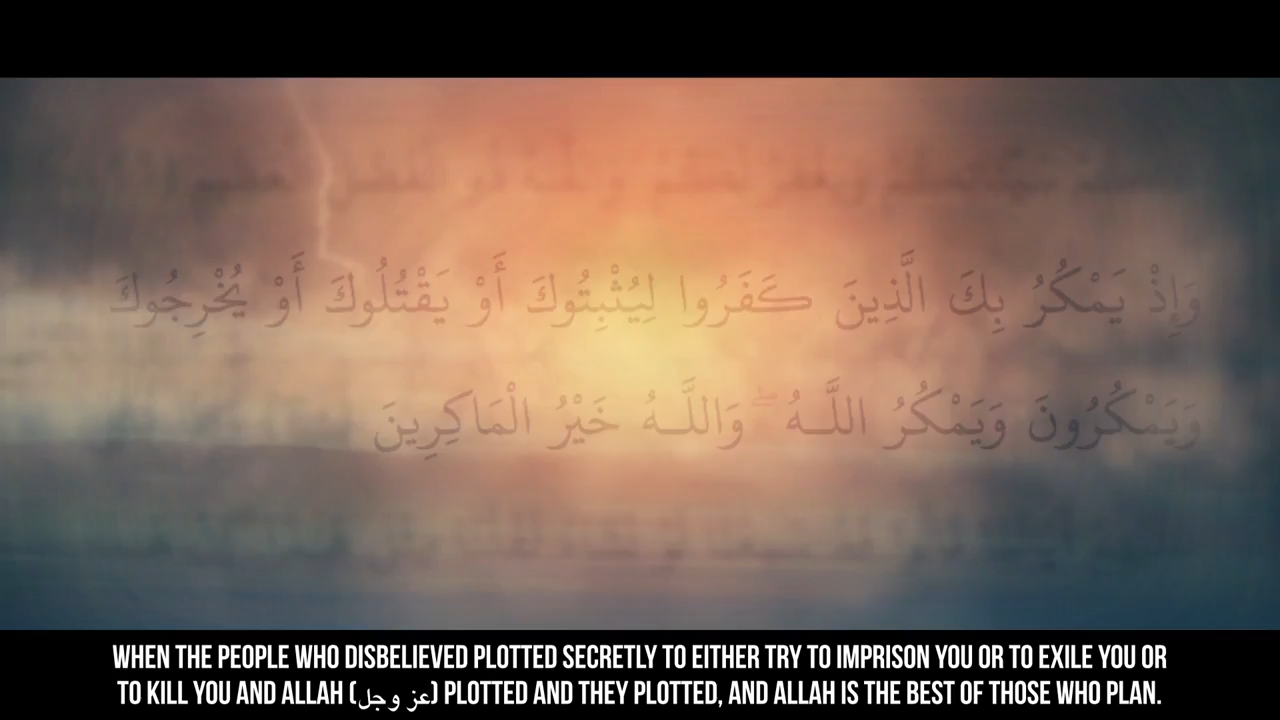 وَإِذْ يَمْكُرُ بِكَ الَّذِينَ كَفَرُوا لِيُثْبِتُوكَ أَوْ يَقْتُلُوكَ أَوْ يُخْرِجُوكَ
وَيَمْكُرُونَ وَيَمْكُرُ اللَّـهُ ۖ وَاللَّـهُ خَيْرُ الْمَاكِرِينَ
WHEN THE PEOPLE WHO DISBELIEVED PLOTTED SECRETLY TO EITHER TRY TO IMPRISON YOU OR TO EXILE YOU OR
TO KILL YOU AND ALLAH (عز وجل) PLOTTED AND THEY PLOTTED, AND ALLAH IS THE BEST OF THOSE WHO PLAN.